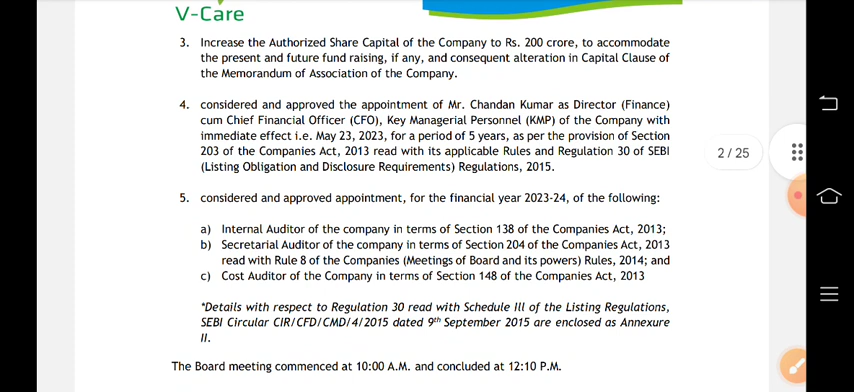 V-Care
3. Increase the Authorized Share Capital of the Company to Rs. 200 crore, to accommodate
the present and future fund raising, if any, and consequent alteration in Capital Clause of
the Memorandum of Association of the Company.
4. considered and approved the appointment of Mr. Chandan Kumar as Director (Finance)
cum Chief Financial Officer (CFO), Key Managerial Personnel (KMP) of the Company with
immediate effect i.e. May 23, 2023, for a period of 5 years, as per the provision of Section
203 of the Companies Act, 2013 read with its applicable Rules and Regulation 30 of SEBI
(Listing Obligation and Disclosure Requirements) Regulations, 2015.
2 / 25
5. considered and approved appointment, for the financial year 2023-24, of the following:
a) Internal Auditor of the company in terms of Section 138 of the Companies Act, 2013;
b) Secretarial Auditor of the company in terms of Section 204 of the Companies Act, 2013
read with Rule 8 of the Companies (Meetings of Board and its powers) Rules, 2014; and
c) Cost Auditor of the Company in terms of Section 148 of the Companies Act, 2013
*Details with respect to Regulation 30 read with Schedule III of the Listing Regulations,
SEBI Circular CIR/CFD/CMD/4/2015 dated 9th September 2015 are enclosed as Annexure
II.
The Board meeting commenced at 10:00 A.M. and concluded at 12:10 P.M.